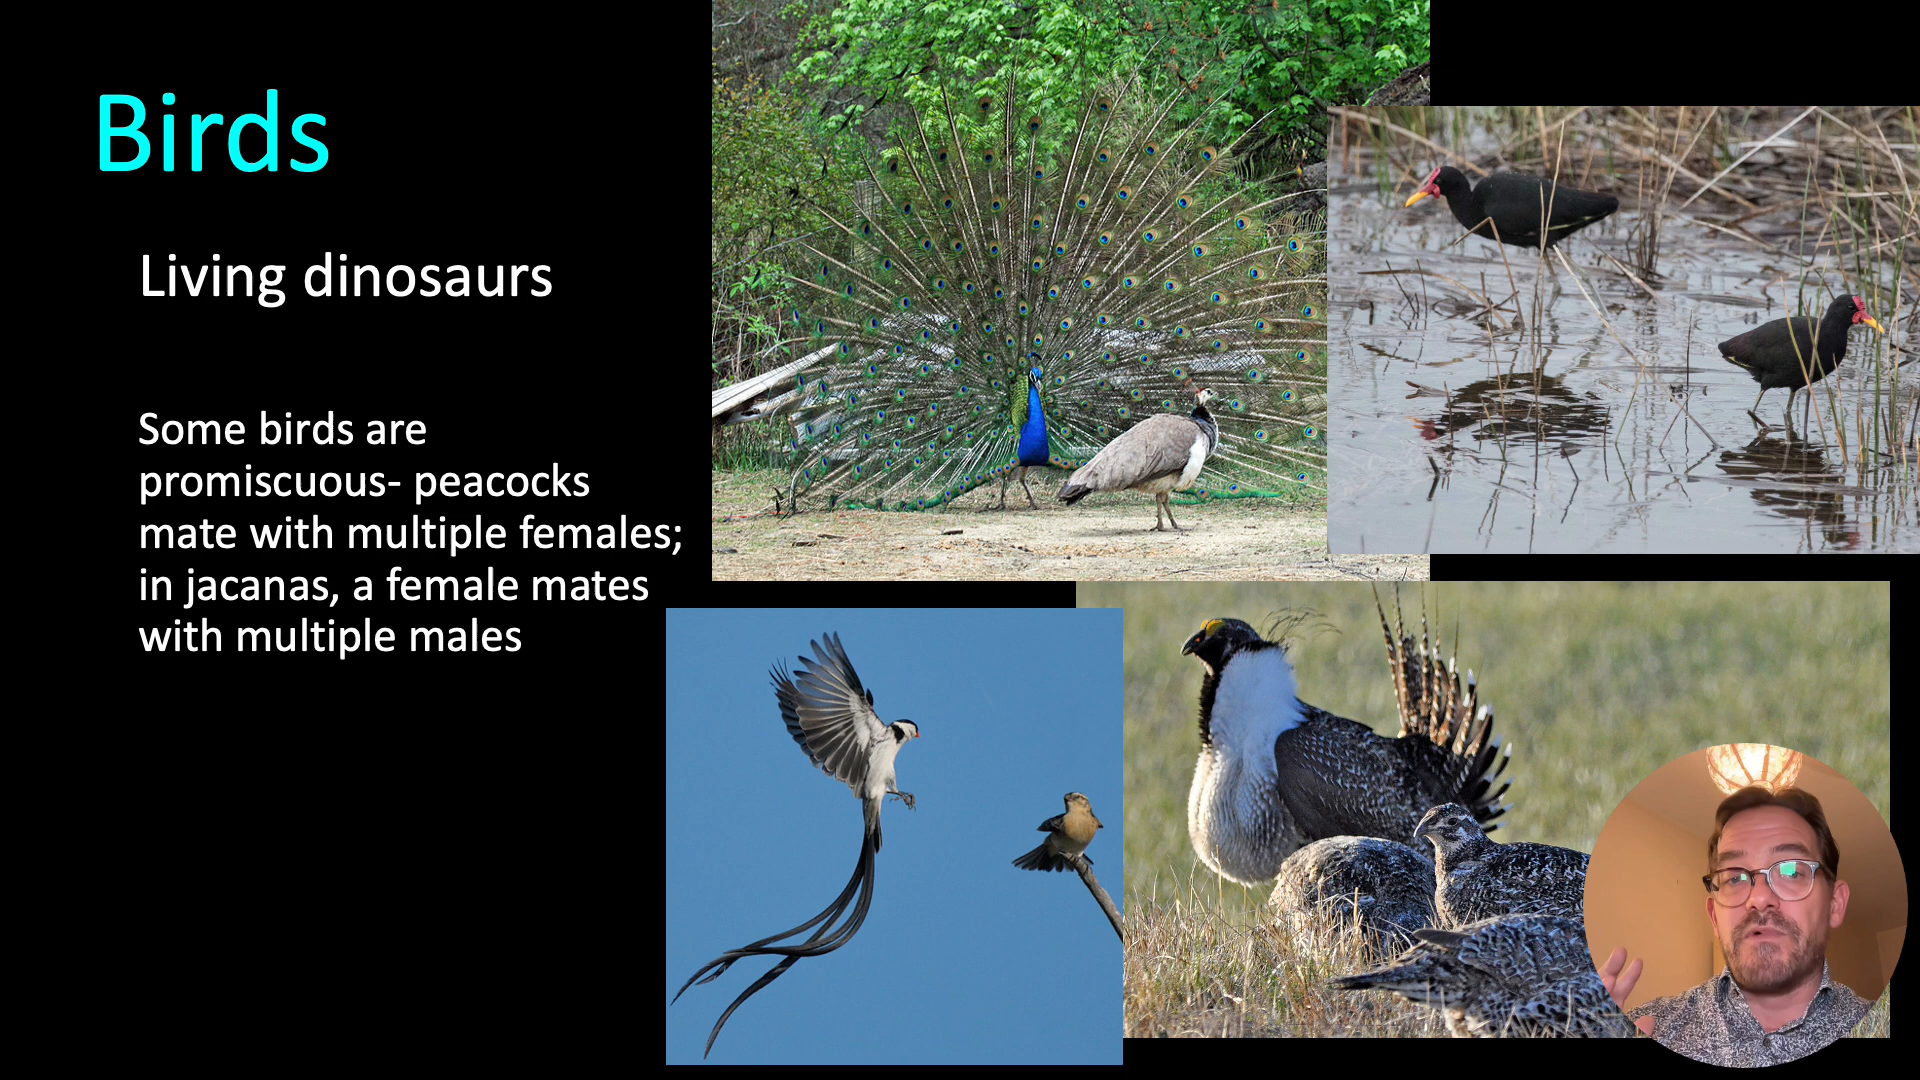 Birds
Living dinosaurs
Some birds are
promiscuous- peacocks
mate with multiple females;
in jacanas, a female mates
with multiple males